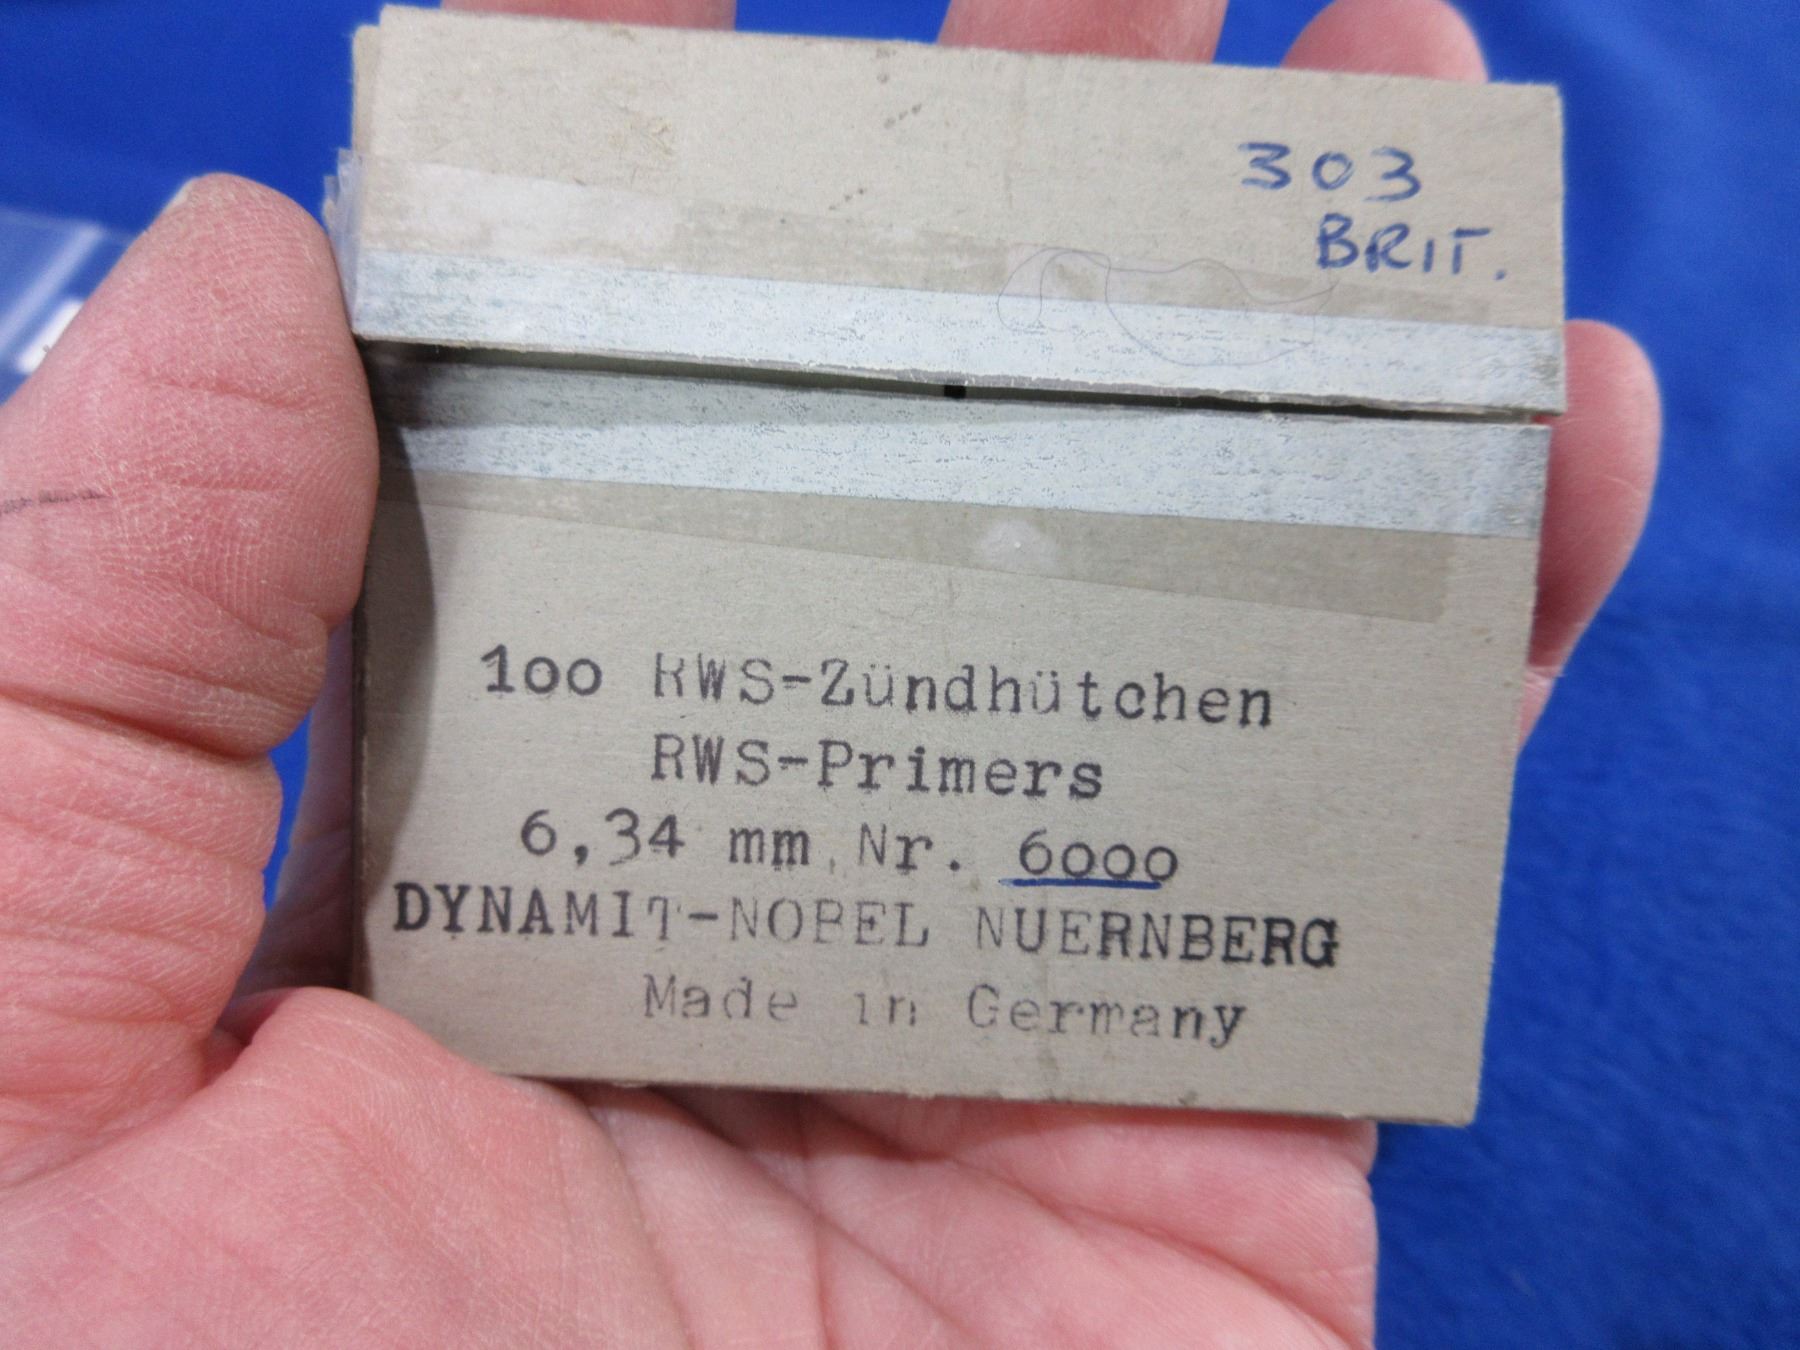 303
BRIT.
100 RWS-Zündhütchen
RWS-Primers
6,34 mm Nr. 6000
DYNAMIT-NOBEL NUERNBERG
Made in Germany